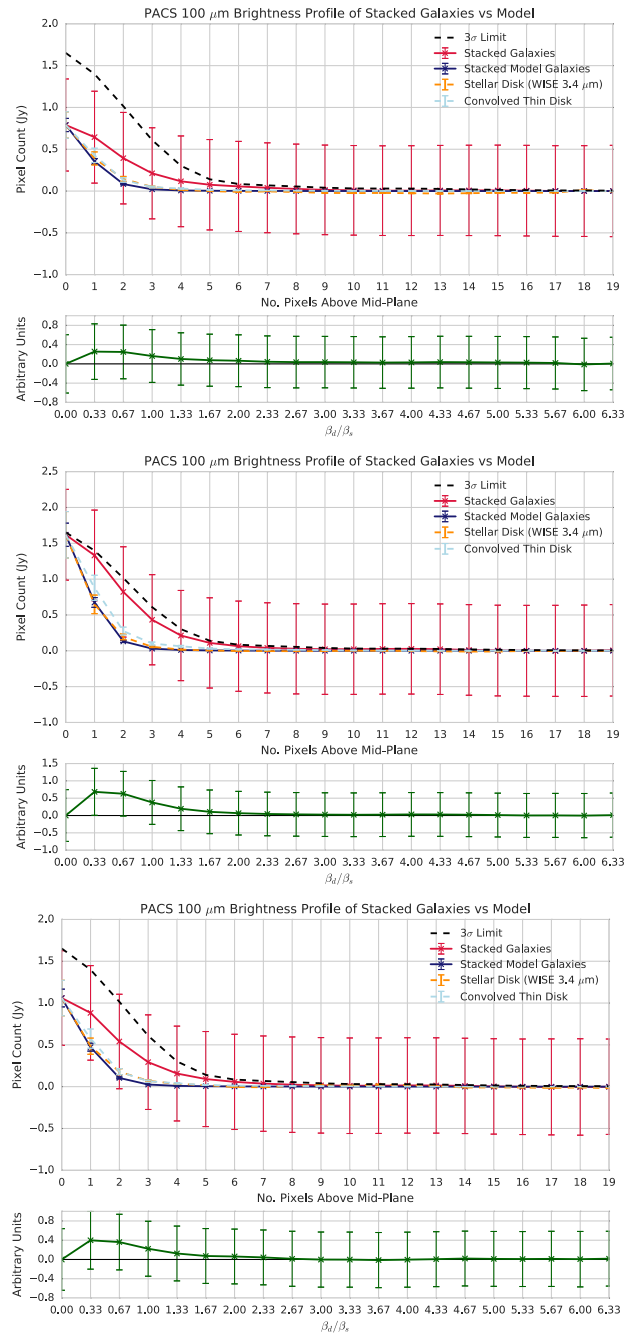 PACS 100 μm Brightness Profile of Stacked Galaxies vs Model
2.0
1.5
1.0
0.5
0.0
−0.5
−1.0
Pixel Count (Jy)
3σ Limit
Stacked Galaxies
Stacked Model Galaxies
Stellar Disk (WISE 3.4 μm)
Convolved Thin Disk
0 1 2 3 4 5 6 7 8 9 10 11 12 13 14 15 16 17 18 19
No. Pixels Above Mid-Plane
0.8
0.4
0.0
−0.4
−0.8
Arbitrary Units
0.00 0.33 0.67 1.00 1.33 1.67 2.00 2.33 2.67 3.00 3.33 3.67 4.00 4.33 4.67 5.00 5.33 5.67 6.00 6.33
βd/βs
PACS 100 μm Brightness Profile of Stacked Galaxies vs Model
2.5
2.0
1.5
1.0
0.5
0.0
−0.5
−1.0
Pixel Count (Jy)
3σ Limit
Stacked Galaxies
Stacked Model Galaxies
Stellar Disk (WISE 3.4 μm)
Convolved Thin Disk
0 1 2 3 4 5 6 7 8 9 10 11 12 13 14 15 16 17 18 19
No. Pixels Above Mid-Plane
1.5
1.0
0.5
0.0
−0.5
−1.0
Arbitrary Units
0.00 0.33 0.67 1.00 1.33 1.67 2.00 2.33 2.67 3.00 3.33 3.67 4.00 4.33 4.67 5.00 5.33 5.67 6.00 6.33
βd/βs
PACS 100 μm Brightness Profile of Stacked Galaxies vs Model
2.0
1.5
1.0
0.5
0.0
−0.5
−1.0
Pixel Count (Jy)
3σ Limit
Stacked Galaxies
Stacked Model Galaxies
Stellar Disk (WISE 3.4 μm)
Convolved Thin Disk
0 1 2 3 4 5 6 7 8 9 10 11 12 13 14 15 16 17 18 19
No. Pixels Above Mid-Plane
0.8
0.4
0.0
−0.4
−0.8
Arbitrary Units
0.00 0.33 0.67 1.00 1.33 1.67 2.00 2.33 2.67 3.00 3.33 3.67 4.00 4.33 4.67 5.00 5.33 5.67 6.00 6.33
βd/βs